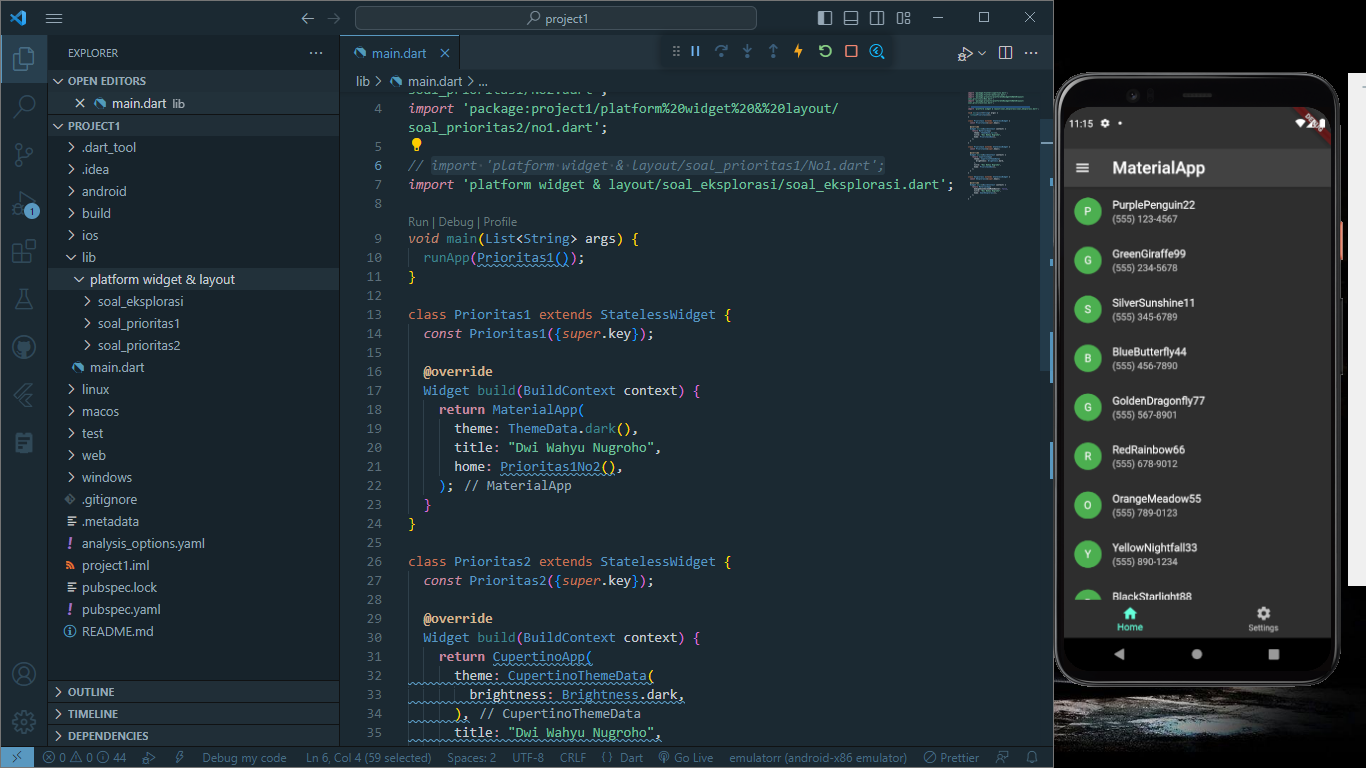 project1
EXPLORER
OPEN EDITORS
main.dart lib
PROJECT1
.dart_tool
.idea
android
build
ios
lib
platform widget & layout
soal_eksplorasi
soal_prioritas1
soal_prioritas2
main.dart
linux
macos
test
web
windows
.gitignore
.metadata
analysis_options.yaml
project1.iml
pubspec.lock
pubspec.yaml
README.md
OUTLINE
TIMELINE
DEPENDENCIES
1
main.dart
lib > main.dart > ...
soal_prioritas1/No2.dart';
4 import 'package:project1/platform%20widget%20&%20layout/
soal_prioritas2/no1.dart';
5
6 // import 'platform widget & layout/soal_prioritas1/No1.dart';
7 import 'platform widget & layout/soal_eksplorasi/soal_eksplorasi.dart';
8
Run | Debug | Profile
9 void main(List<String> args) {
10 runApp(Prioritas1());
11 }
12
13 class Prioritas1 extends StatelessWidget {
14 const Prioritas1({super.key});
15
16 @override
17 Widget build(BuildContext context) {
18 return MaterialApp(
19 theme: ThemeData.dark(),
20 title: "Dwi Wahyu Nugroho",
21 home: Prioritas1No2(),
22 ); // MaterialApp
23 }
24 }
25
26 class Prioritas2 extends StatelessWidget {
27 const Prioritas2({super.key});
28
29 @override
30 Widget build(BuildContext context) {
31 return CupertinoApp(
32 theme: CupertinoThemeData(
33 brightness: Brightness.dark,
34 ), // CupertinoThemeData
35 title: "Dwi Wahyu Nugroho",
0 0 44 Debug my code Ln 6, Col 4 (59 selected) Spaces: 2 UTF-8 CRLF {} Dart Go Live emulatorr (android-x86 emulator) Prettier
11:15
DEBUG
MaterialApp
P PurplePenguin22
(555) 123-4567
G GreenGiraffe99
(555) 234-5678
S SilverSunshine11
(555) 345-6789
B BlueButterfly44
(555) 456-7890
G GoldenDragonfly77
(555) 567-8901
R RedRainbow66
(555) 678-9012
O OrangeMeadow55
(555) 789-0123
Y YellowNightfall33
(555) 890-1234
BlackStarlight88
Home
Settings